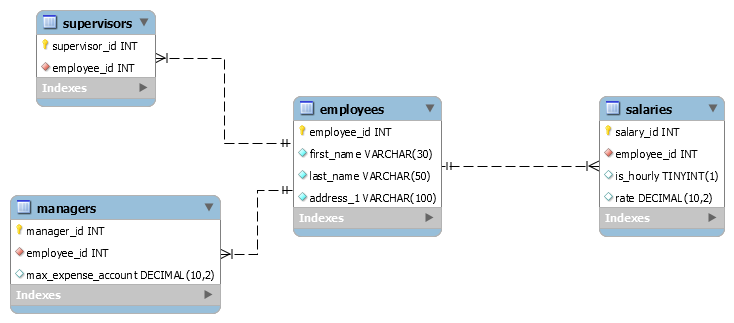 supervisors
supervisor_id INT
employee_id INT
Indexes
employees
employee_id INT
first_name VARCHAR(30)
last_name VARCHAR(50)
address_1 VARCHAR(100)
Indexes
salaries
salary_id INT
employee_id INT
is_hourly TINYINT(1)
rate DECIMAL(10,2)
Indexes
managers
manager_id INT
employee_id INT
max_expense_account DECIMAL(10,2)
Indexes